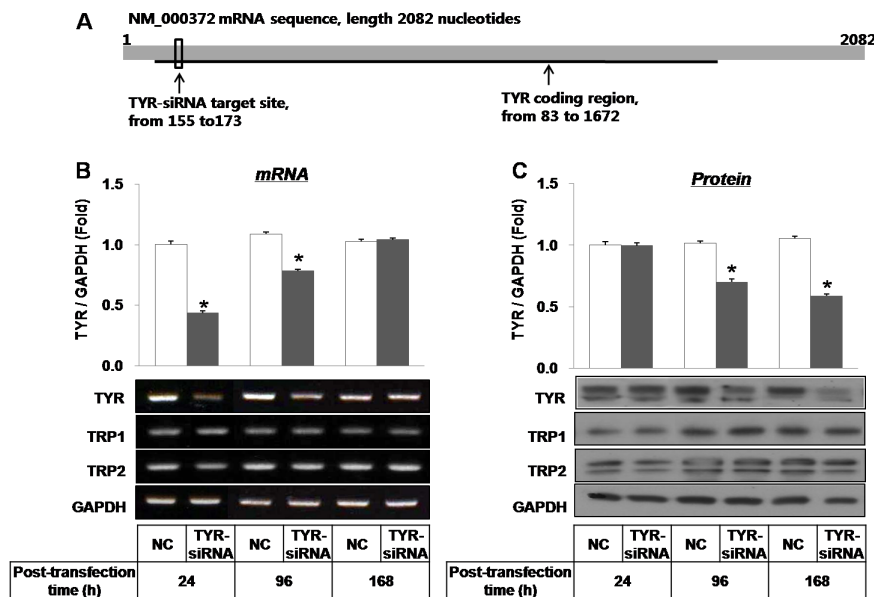 A
NM_000372 mRNA sequence, length 2082 nucleotides
1
2082
TYR-siRNA target site,
from 155 to173
TYR coding region,
from 83 to 1672
B
mRNA
TYR / GAPDH (Fold)
1.5
1.0
0.5
0.0
*
*
TYR
TRP1
TRP2
GAPDH
NC
TYR-
siRNA
NC
TYR-
siRNA
NC
TYR-
siRNA
Post-transfection
time (h)
24
96
168
C
Protein
TYR / GAPDH (Fold)
1.5
1.0
0.5
0.0
*
*
TYR
TRP1
TRP2
GAPDH
NC
TYR-
siRNA
NC
TYR-
siRNA
NC
TYR-
siRNA
Post-transfection
time (h)
24
96
168